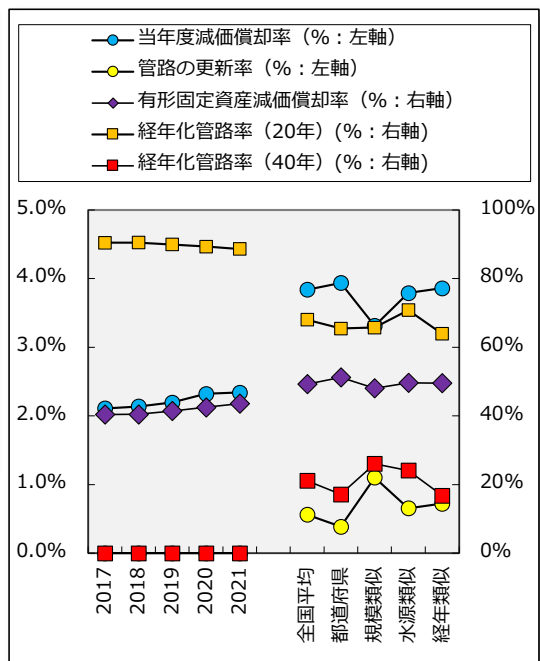 当年度減価償却率（%：左軸）
管路の更新率（%：左軸）
有形固定資産減価償却率（%：右軸）
経年化管路率（20年）(%：右軸)
経年化管路率（40年）(%：右軸)
5.0% 100%
4.0% 80%
3.0% 60%
2.0% 40%
1.0% 20%
0.0% 0%
2017
2018
2019
2020
2021
全国平均
都道府県
規模類似
水源類似
経年類似